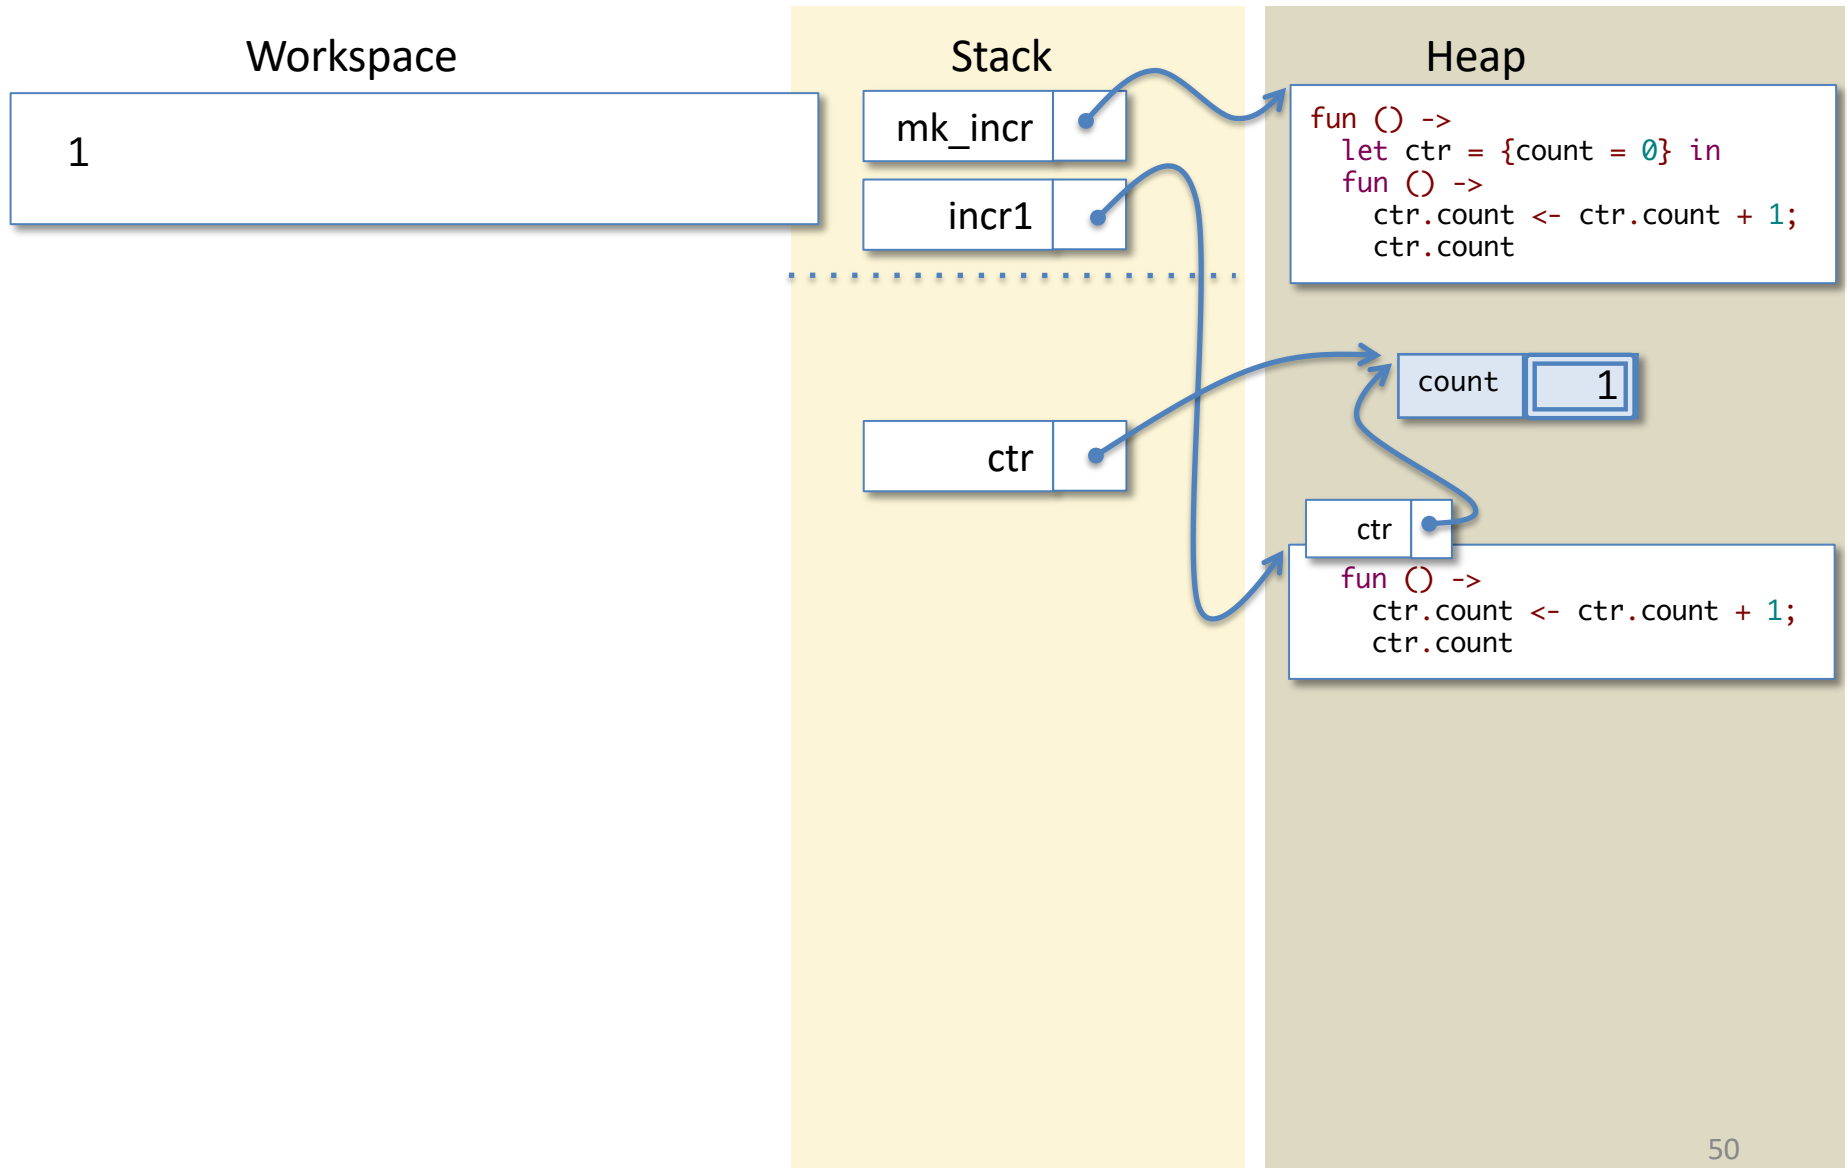 Workspace
Stack
Heap
1
mk_incr
incr1
ctr
fun () ->
let ctr = {count = 0} in
fun () ->
ctr.count <- ctr.count + 1;
ctr.count
count 1
ctr
fun () ->
ctr.count <- ctr.count + 1;
ctr.count
50